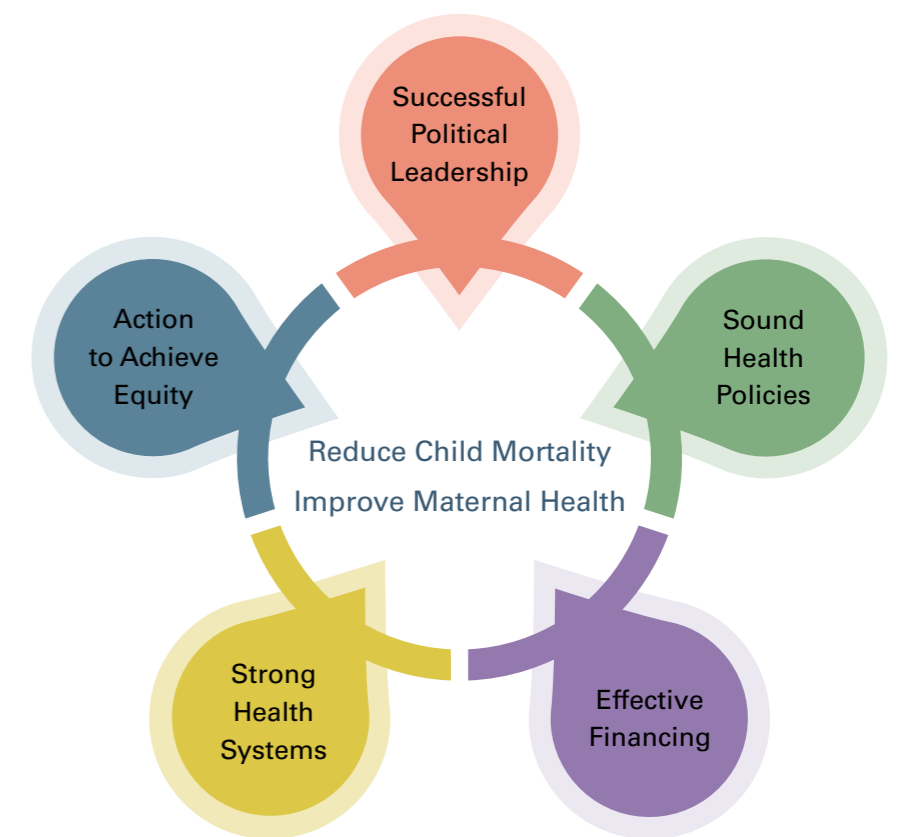 Successful
Political
Leadership
Action
to Achieve
Equity
Sound
Health
Policies
Reduce Child Mortality
Improve Maternal Health
Strong
Health
Systems
Effective
Financing